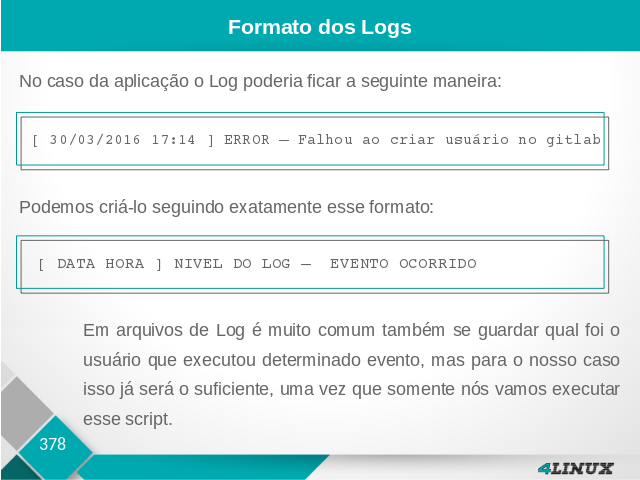 Formato dos Logs
No caso da aplicação o Log poderia ficar a seguinte maneira:
[ 30/03/2016 17:14 ] ERROR – Falhou ao criar usuário no gitlab
Podemos criá-lo seguindo exatamente esse formato:
[ DATA HORA ] NIVEL DO LOG – EVENTO OCORRIDO
Em arquivos de Log é muito comum também se guardar qual foi o
usuário que executou determinado evento, mas para o nosso caso
isso já será o suficiente, uma vez que somente nós vamos executar
esse script.
378
4LINUX